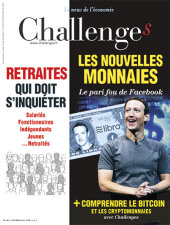 Le news de l'économie
Challenges
www.challenges.fr
RETRAITES
QUI DOIT
S'INQUIÉTER
Salariés
Fonctionnaires
Indépendants
Jeunes
...Retraités
LES NOUVELLES
MONNAIES
Le pari fou de Facebook
libra
+ COMPRENDRE LE BITCOIN
ET LES CRYPTOMONNAIES
avec Challenges